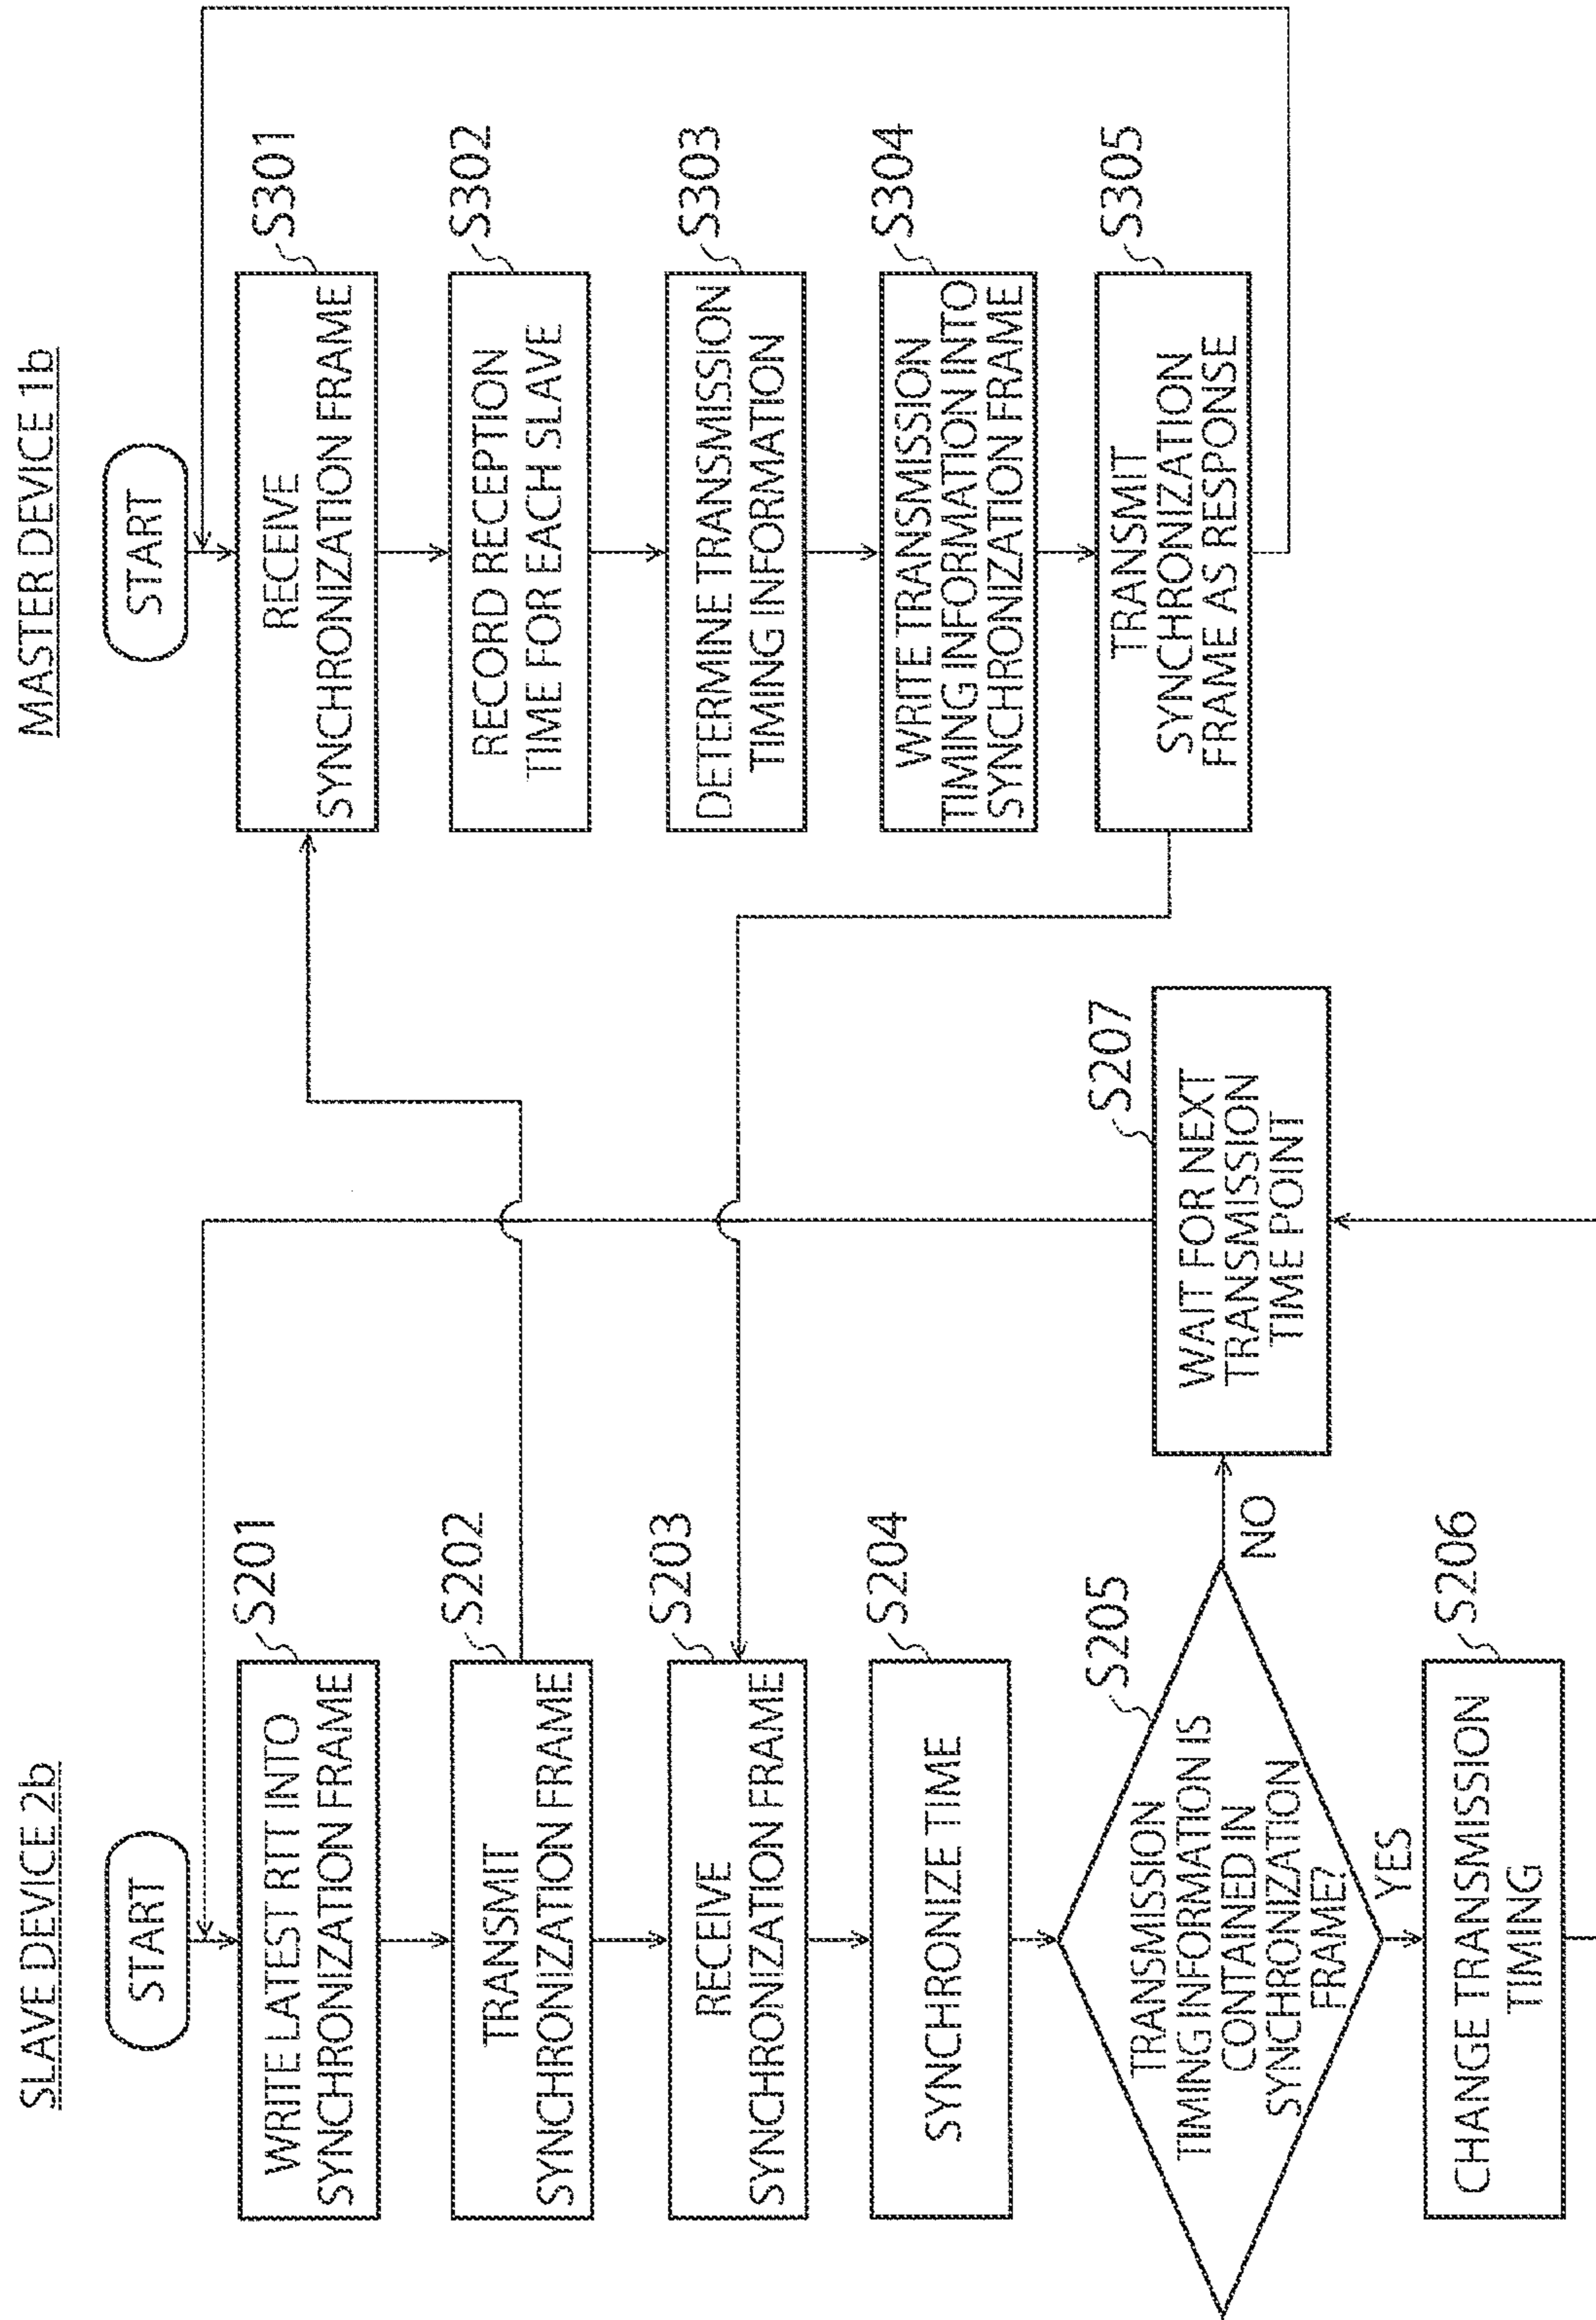 SLAVE DEVICE 2b
START
WRITE LATEST RTT INTO
SYNCHRONIZATION FRAME
S201
TRANSMIT
SYNCHRONIZATION FRAME
S202
RECEIVE
SYNCHRONIZATION FRAME
S203
SYNCHRONIZE TIME
S204
TRANSMISSION
TIMING INFORMATION IS
CONTAINED IN
SYNCHRONIZATION
FRAME?
S205
NO
YES
CHANGE TRANSMISSION
TIMING
S206
WAIT FOR NEXT
TRANSMISSION
TIME POINT
S207
MASTER DEVICE 1b
START
RECEIVE
SYNCHRONIZATION FRAME
S301
RECORD RECEPTION
TIME FOR EACH SLAVE
S302
DETERMINE TRANSMISSION
TIMING INFORMATION
S303
WRITE TRANSMISSION
TIMING INFORMATION INTO
SYNCHRONIZATION FRAME
S304
TRANSMIT
SYNCHRONIZATION
FRAME AS RESPONSE
S305